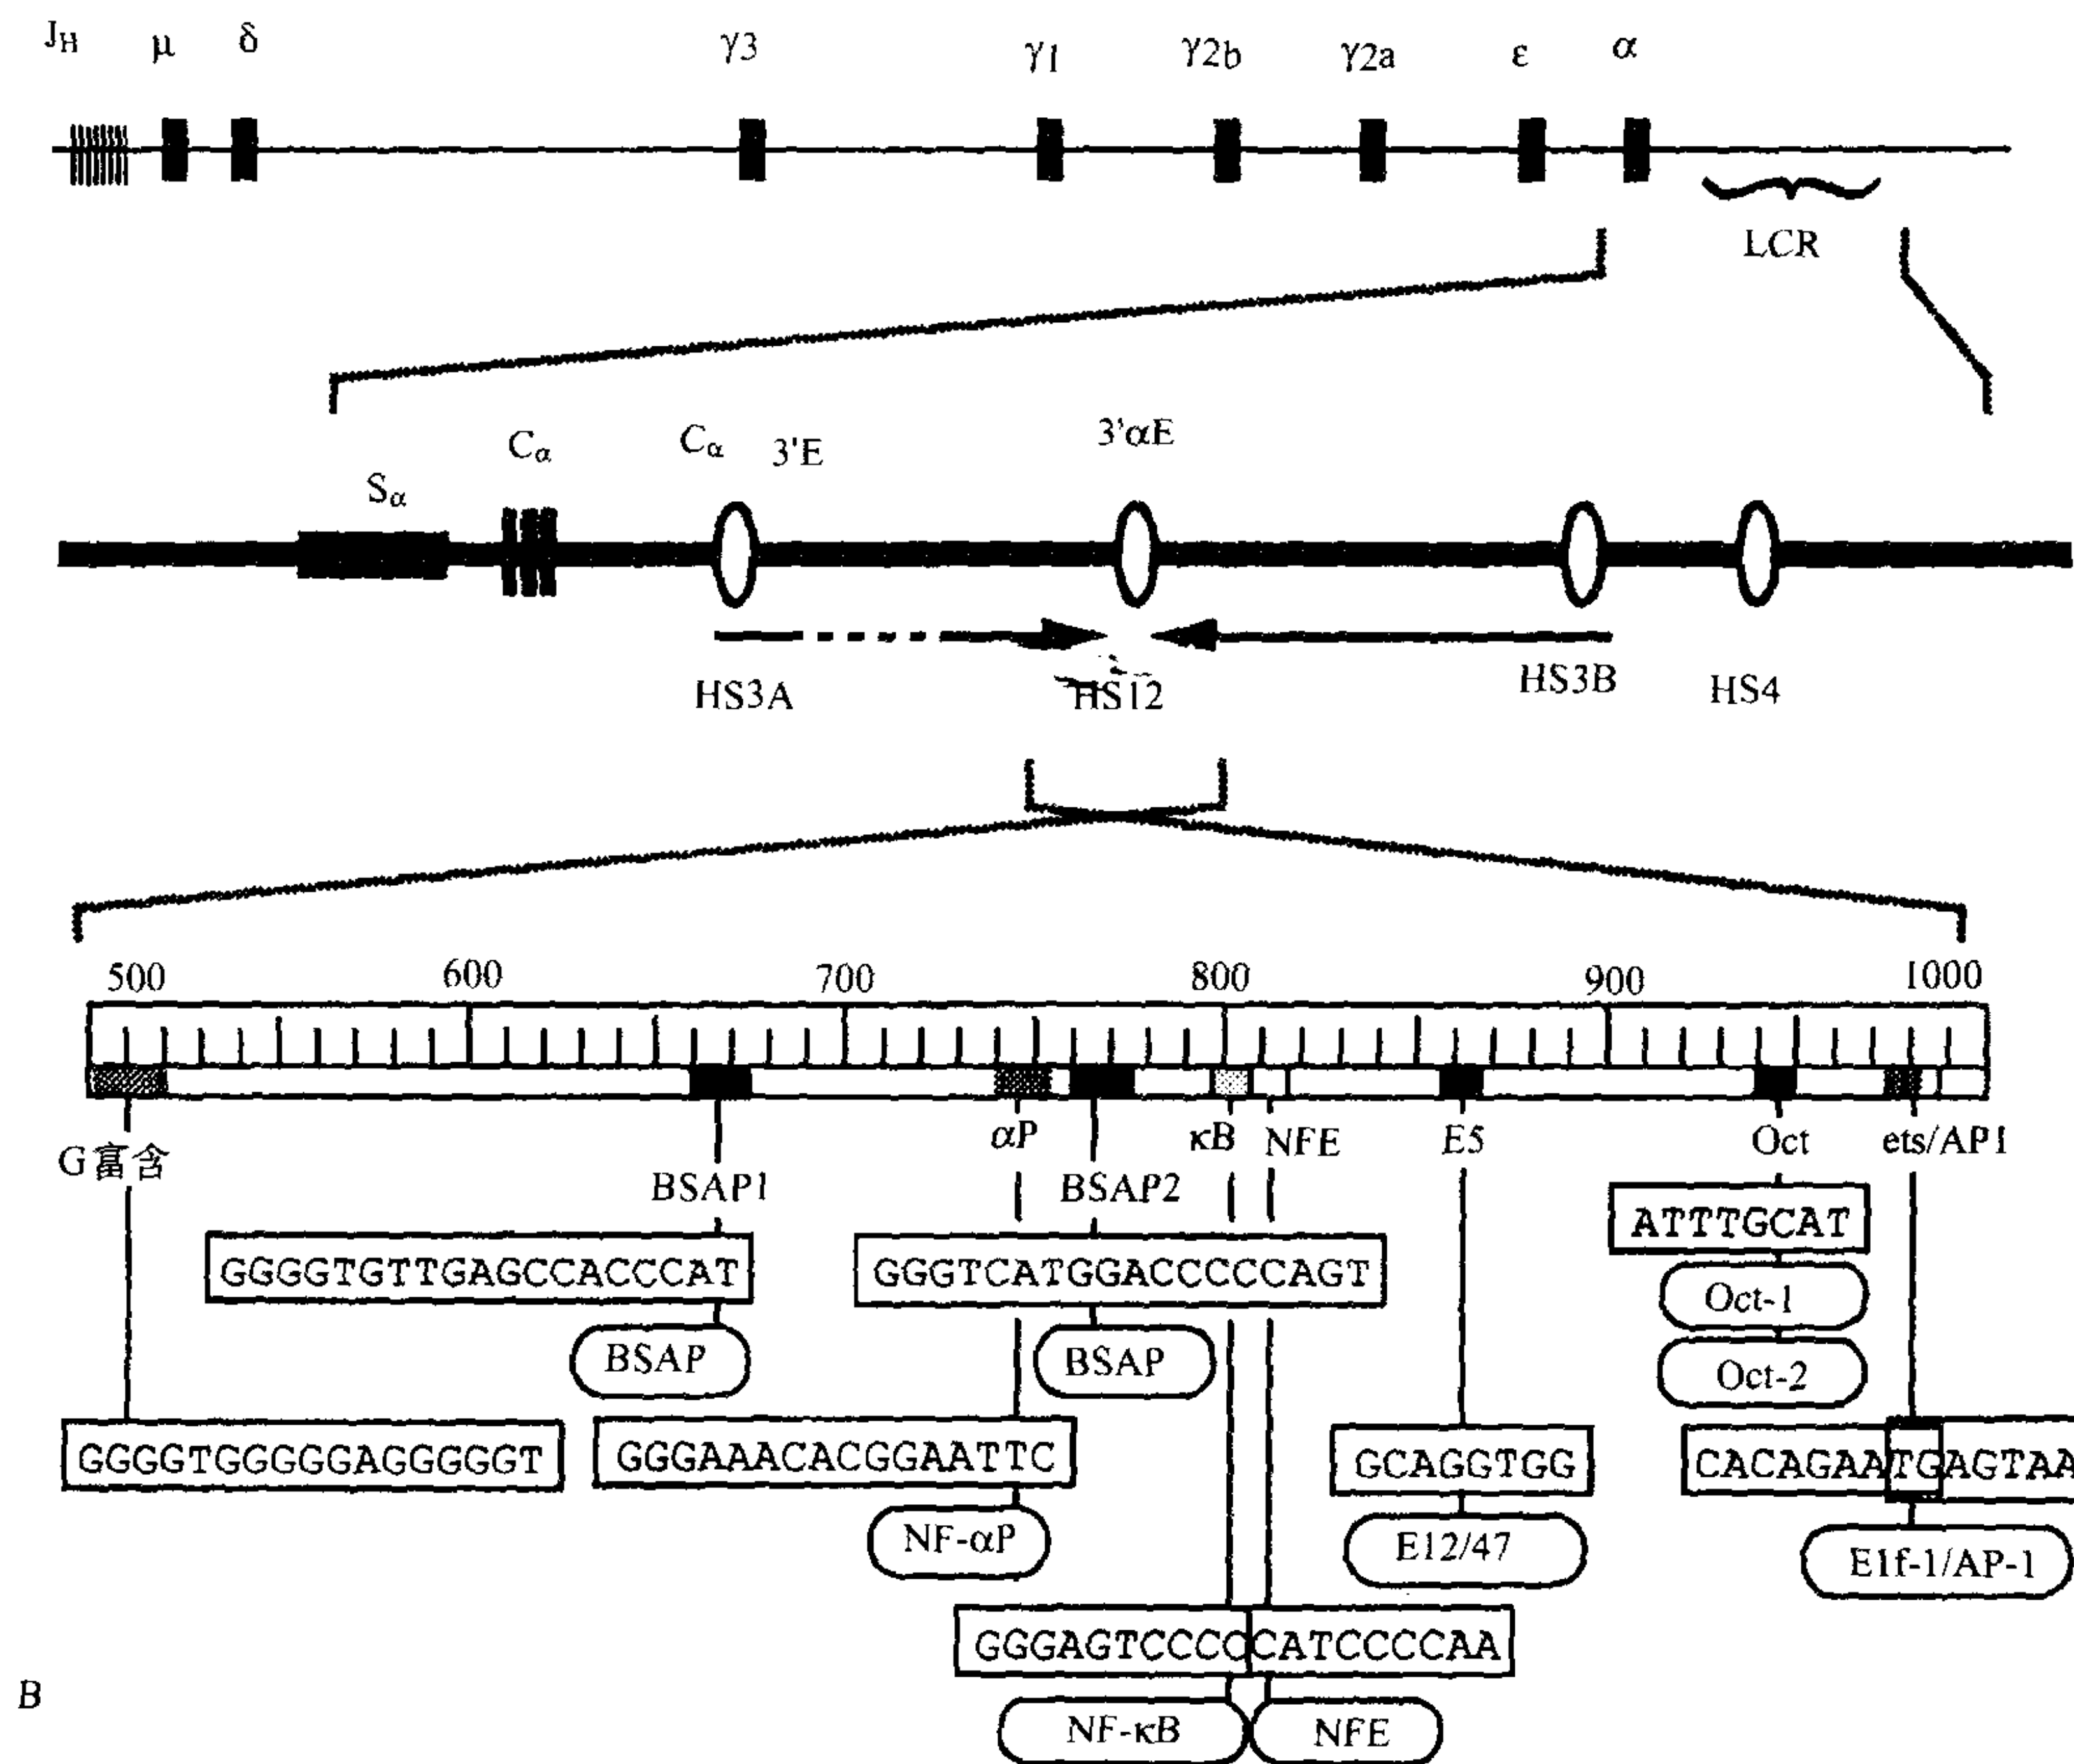 JH μ δ γ3 γ1 γ2b γ2a ε α
LCR
Sα Cα Cα 3'E 3'αE
HS3A HS12 HS3B HS4
500 600 700 800 900 1000
G富含 BSAP1 αP BSAP2 κB NFE E5 Oct ets/AP1
ATTTGCAT
GGGGTGTTGAGCCACCCAT GGGTCATGGACCCCCCAGT
Oct-1
BSAP BSAP
Oct-2
GGGGTGGGGGAGGGGGT GGGAAACACGGAATTC GCAGGTGG CACAGAATGAGTAA
NF-αP E12/47 E1f-1/AP-1
GGGAGTCCCCCATCCCCAA
B
NF-κB NFE